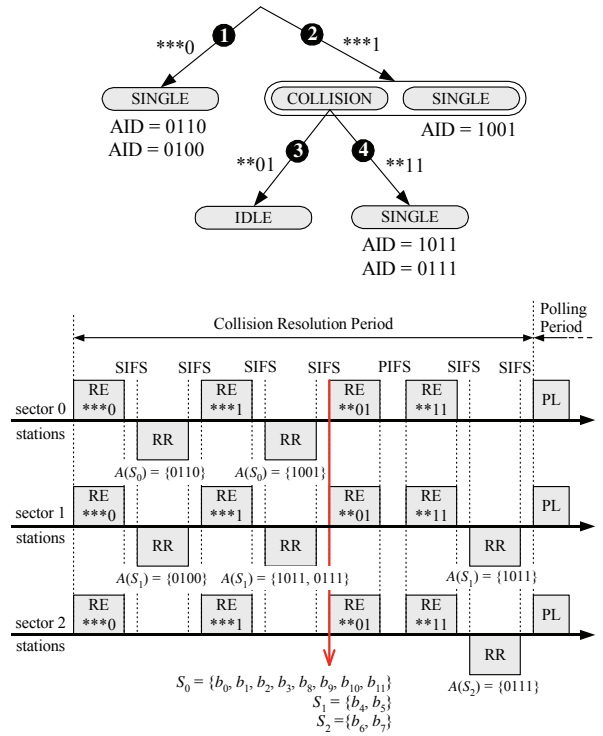 1
2
***0
***1
SINGLE
COLLISION
SINGLE
AID = 0110
AID = 0100
AID = 1001
3
4
**01
**11
IDLE
SINGLE
AID = 1011
AID = 0111
Polling
Period
Collision Resolution Period
SIFS SIFS SIFS SIFS PIFS SIFS SIFS
sector 0
stations
RE
***0
RE
***1
RE
**01
RE
**11
PL
RR
RR
A(S0) = {0110}
A(S0) = {1001}
sector 1
stations
RE
***0
RE
***1
RE
**01
RE
**11
PL
RR
RR
RR
A(S1) = {0100}
A(S1) = {1011, 0111}
A(S1) = {1011}
sector 2
stations
RE
***0
RE
***1
RE
**01
RE
**11
PL
RR
A(S2) = {0111}
S0 = {b0, b1, b2, b3, b8, b9, b10, b11}
S1 = {b4, b5}
S2 ={b6, b7}